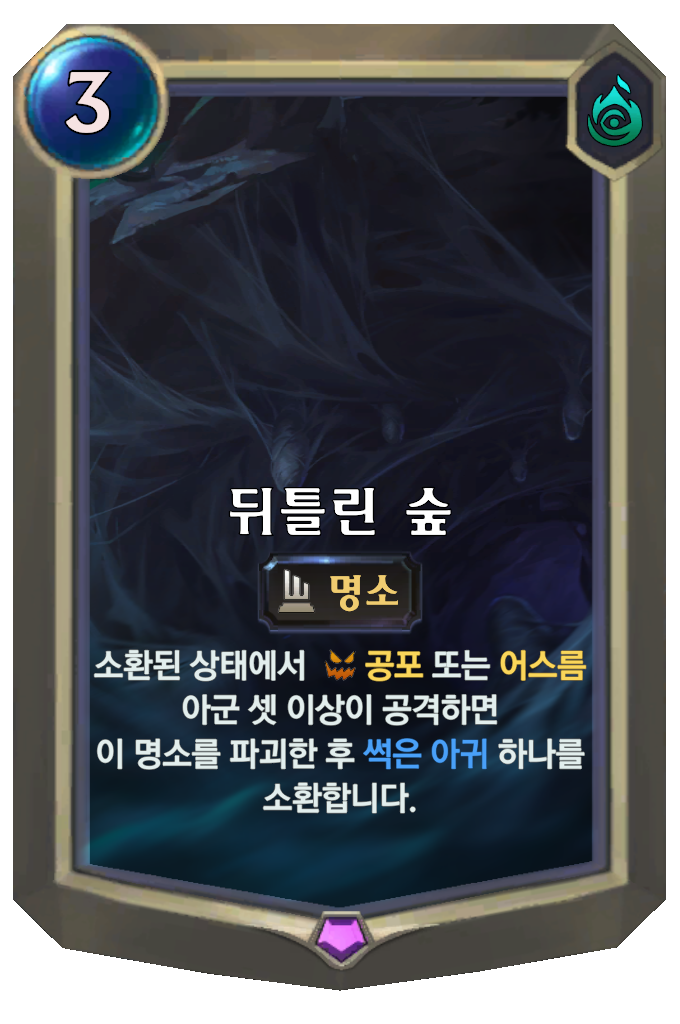 3
뒤틀린 숲
명소
소환된 상태에서 공포 또는 어스름
아군 셋 이상이 공격하면
이 명소를 파괴한 후 썩은 아귀 하나를
소환합니다.